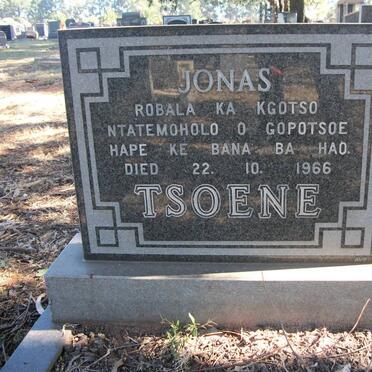 JONAS
ROBALA KA KGOTSO
NTATEMOHOLO O GOPOTSOE
HAPE KE BANA BA HAO.
DIED 22. 10. 1966
TSOENE